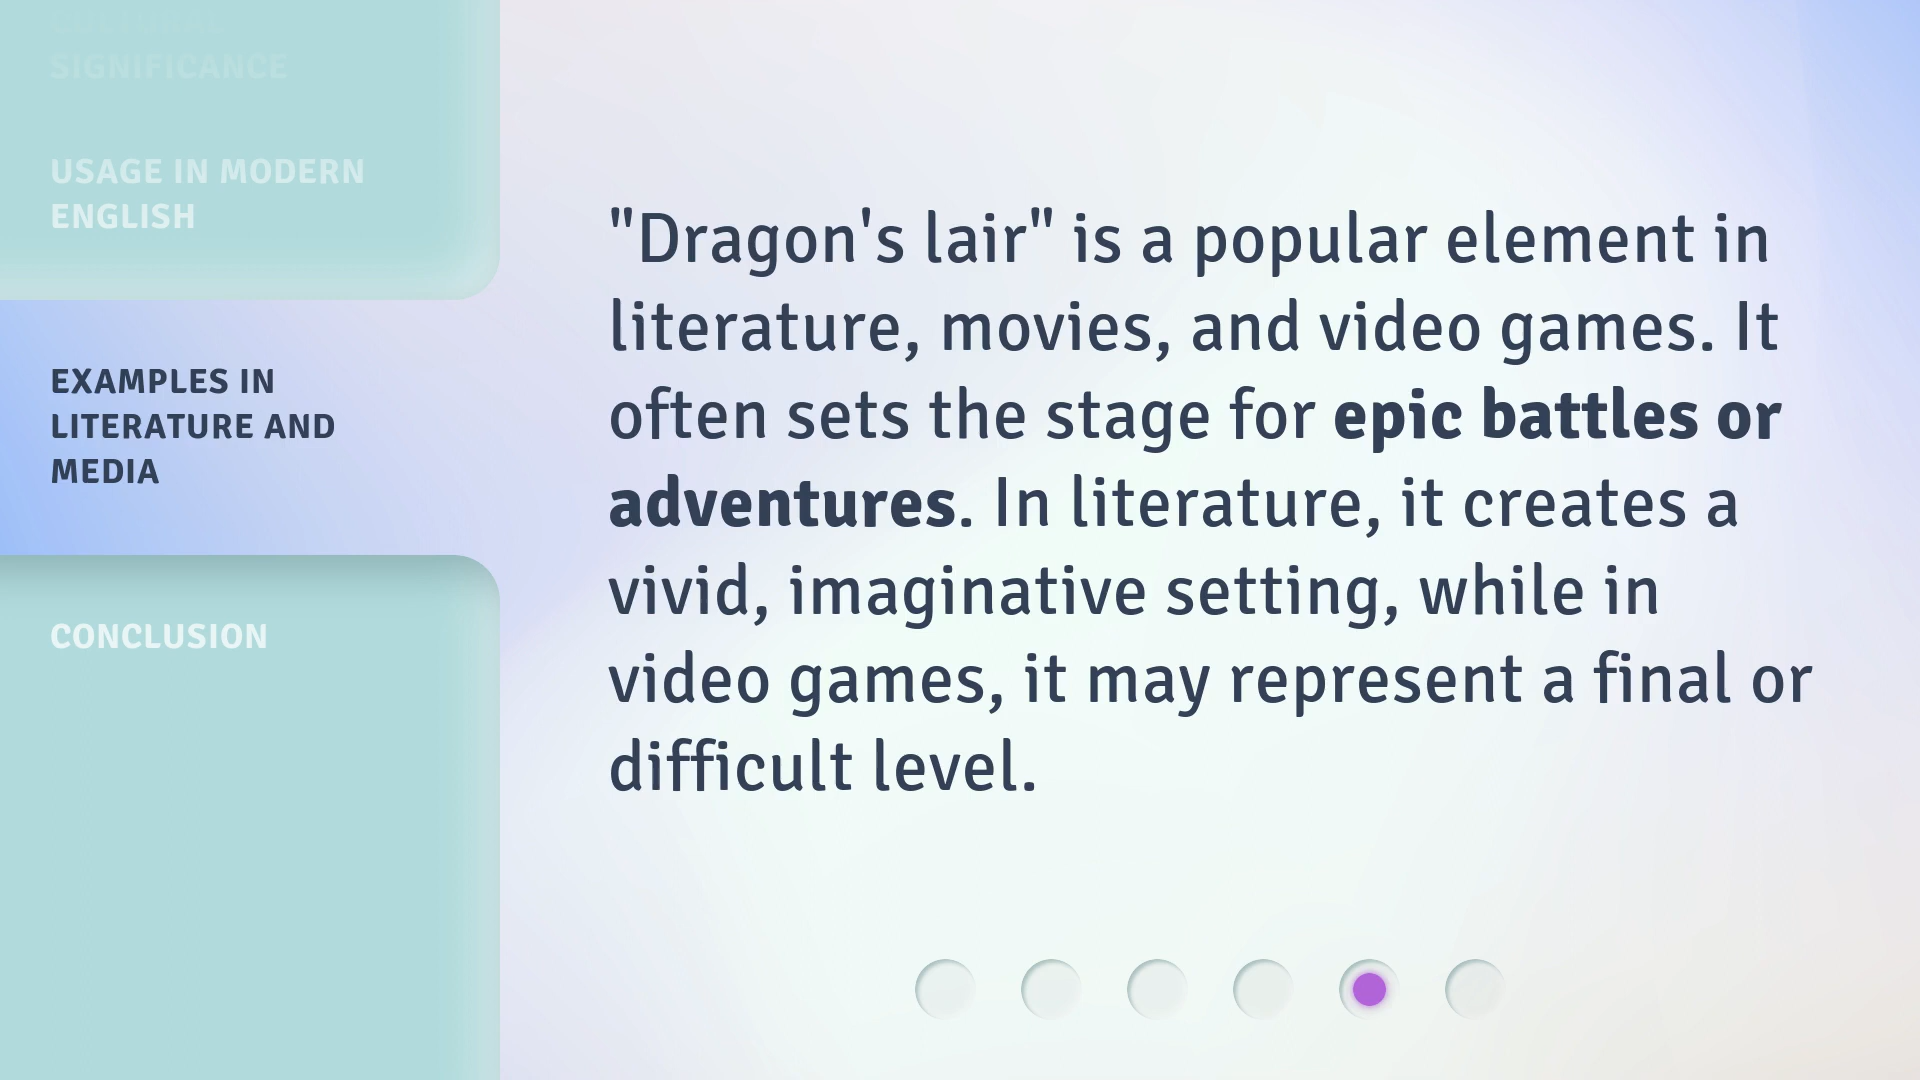 CULTURAL
SIGNIFICANCE
USAGE IN MODERN
ENGLISH
EXAMPLES IN
LITERATURE AND
MEDIA
CONCLUSION
"Dragon's lair" is a popular element in
literature, movies, and video games. It
often sets the stage for epic battles or
adventures. In literature, it creates a
vivid, imaginative setting, while in
video games, it may represent a final or
difficult level.